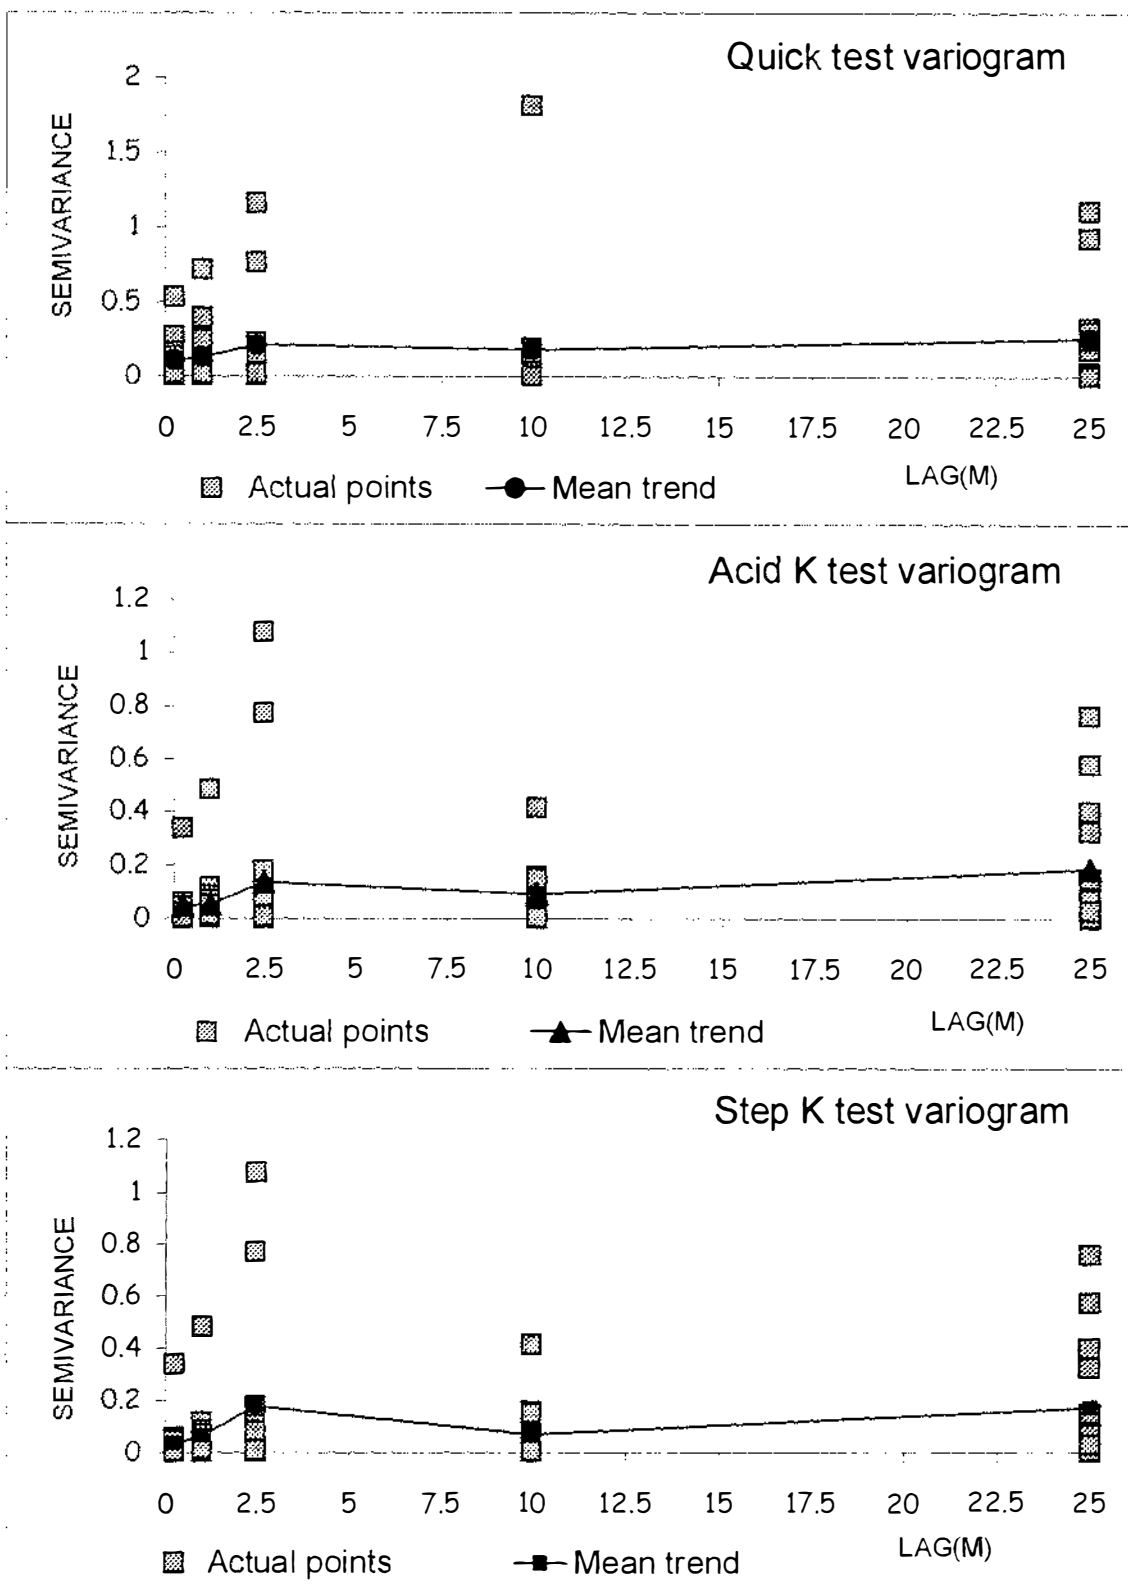 Quick test variogram
SEMIVARIANCE
2
1.5
1
0.5
0
0 2.5 5 7.5 10 12.5 15 17.5 20 22.5 25
LAG(M)
Actual points Mean trend
Acid K test variogram
SEMIVARIANCE
1.2
1
0.8
0.6
0.4
0.2
0
0 2.5 5 7.5 10 12.5 15 17.5 20 22.5 25
LAG(M)
Actual points Mean trend
Step K test variogram
SEMIVARIANCE
1.2
1
0.8
0.6
0.4
0.2
0
0 2.5 5 7.5 10 12.5 15 17.5 20 22.5 25
LAG(M)
Actual points Mean trend